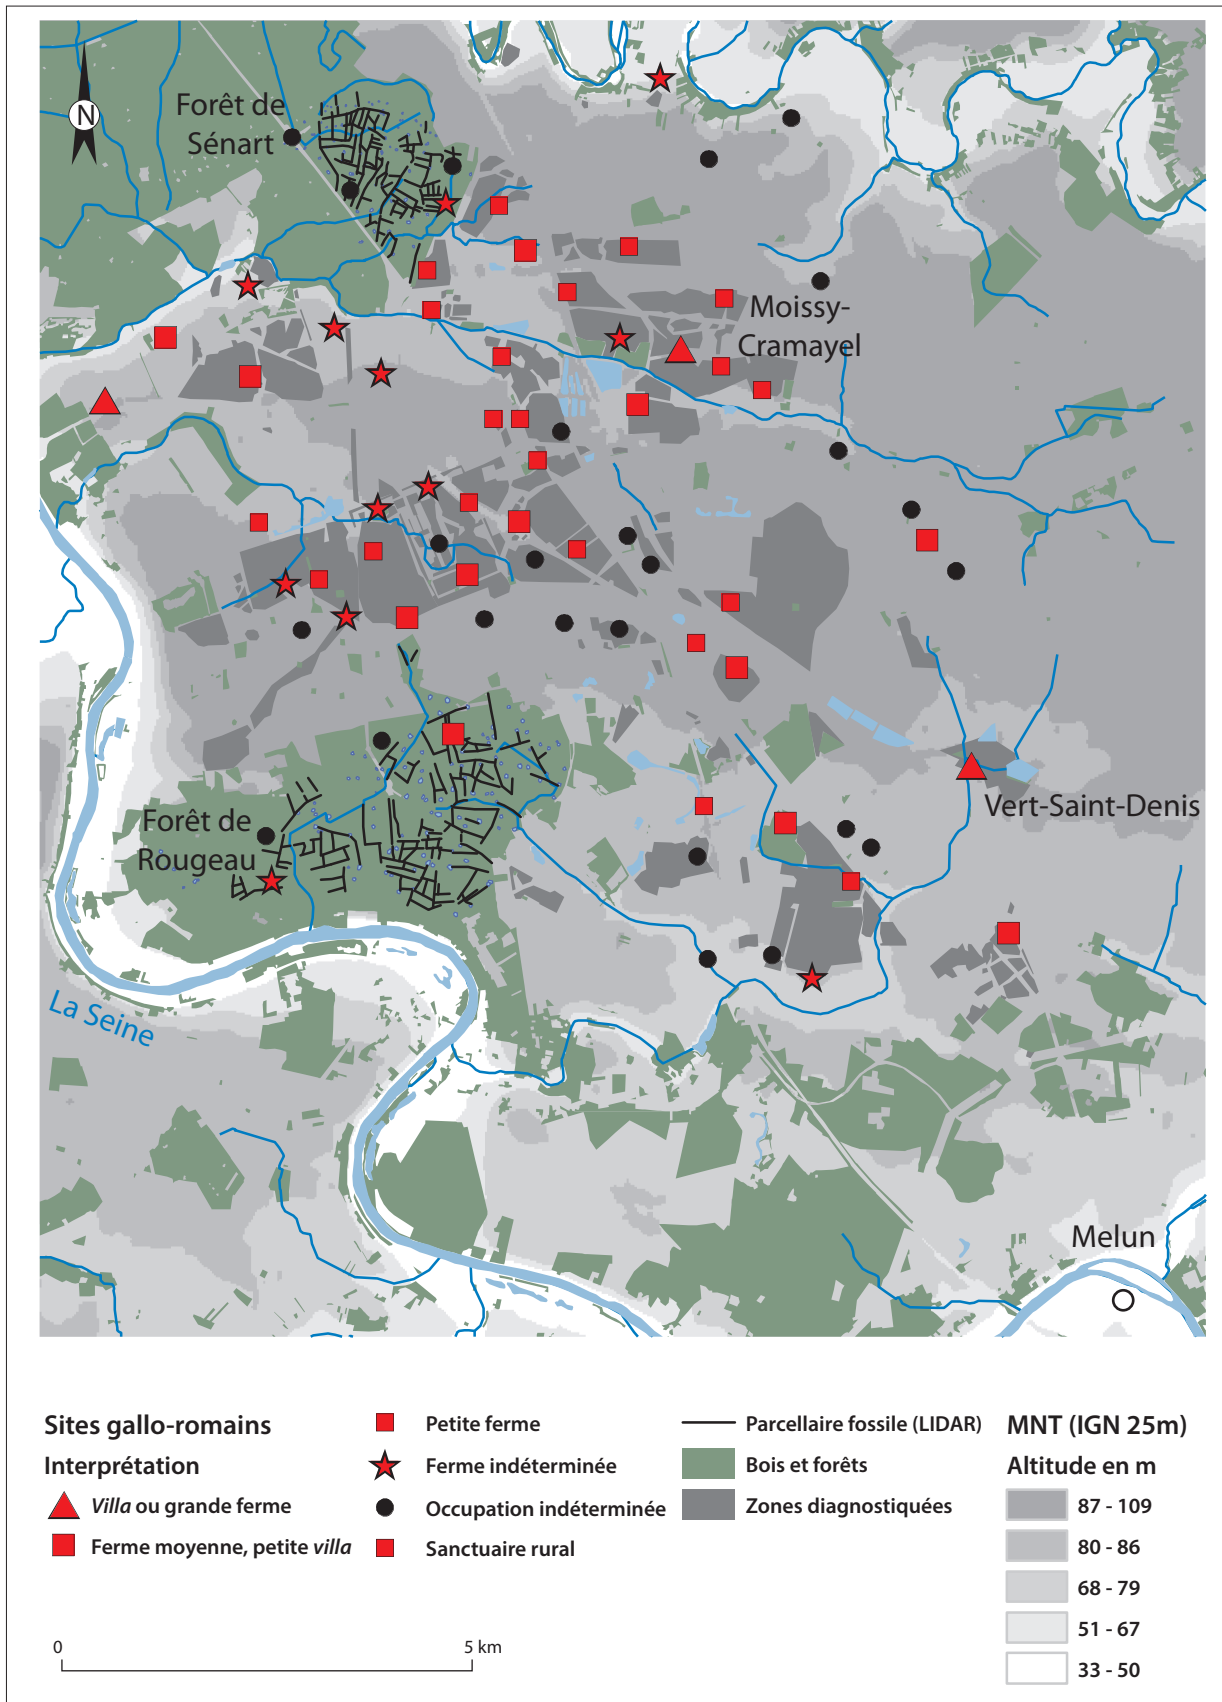 N
Forêt de
Sénart
Moissy-
Cramayel
Forêt de
Rougeau
Vert-Saint-Denis
La Seine
Melun
Sites gallo-romains
Interprétation
Villa ou grande ferme
Ferme moyenne, petite villa
Petite ferme
Ferme indéterminée
Occupation indéterminée
Sanctuaire rural
Parcellaire fossile (LIDAR)
Bois et forêts
Zones diagnostiquées
MNT (IGN 25m)
Altitude en m
87 - 109
80 - 86
68 - 79
51 - 67
33 - 50
0 5 km